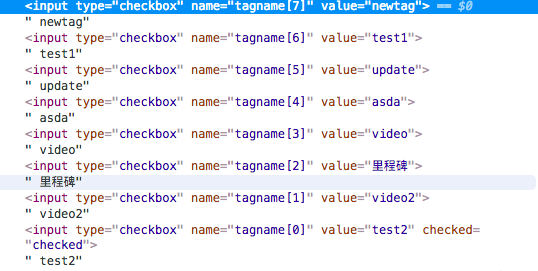 <input type="checkbox" name="tagname[7]" value="newtag"> == $0
" newtag"
<input type="checkbox" name="tagname[6]" value="test1">
" test1"
<input type="checkbox" name="tagname[5]" value="update">
" update"
<input type="checkbox" name="tagname[4]" value="asda">
" asda"
<input type="checkbox" name="tagname[3]" value="video">
" video"
<input type="checkbox" name="tagname[2]" value="里程碑">
" 里程碑"
<input type="checkbox" name="tagname[1]" value="video2">
" video2"
<input type="checkbox" name="tagname[0]" value="test2" checked=
"checked">
" test2"